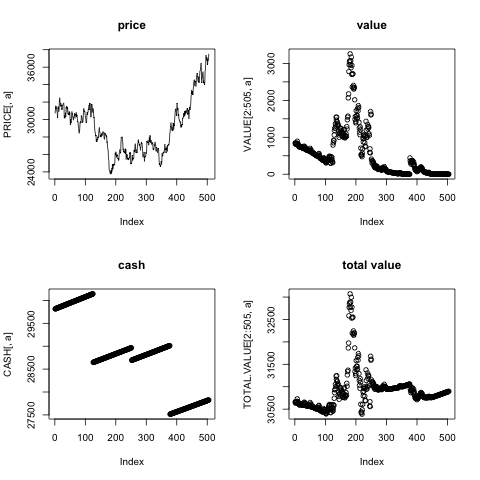 price
PRICE[, a]
24000 30000 36000
0 100 200 300 400 500
Index
value
VALUE[2:505, a]
0 1000 3000
0 100 200 300 400 500
Index
cash
CASH[, a]
27500 28500 29500
0 100 200 300 400 500
Index
total value
TOTAL.VALUE[2:505, a]
30500 31500 32500
0 100 200 300 400 500
Index